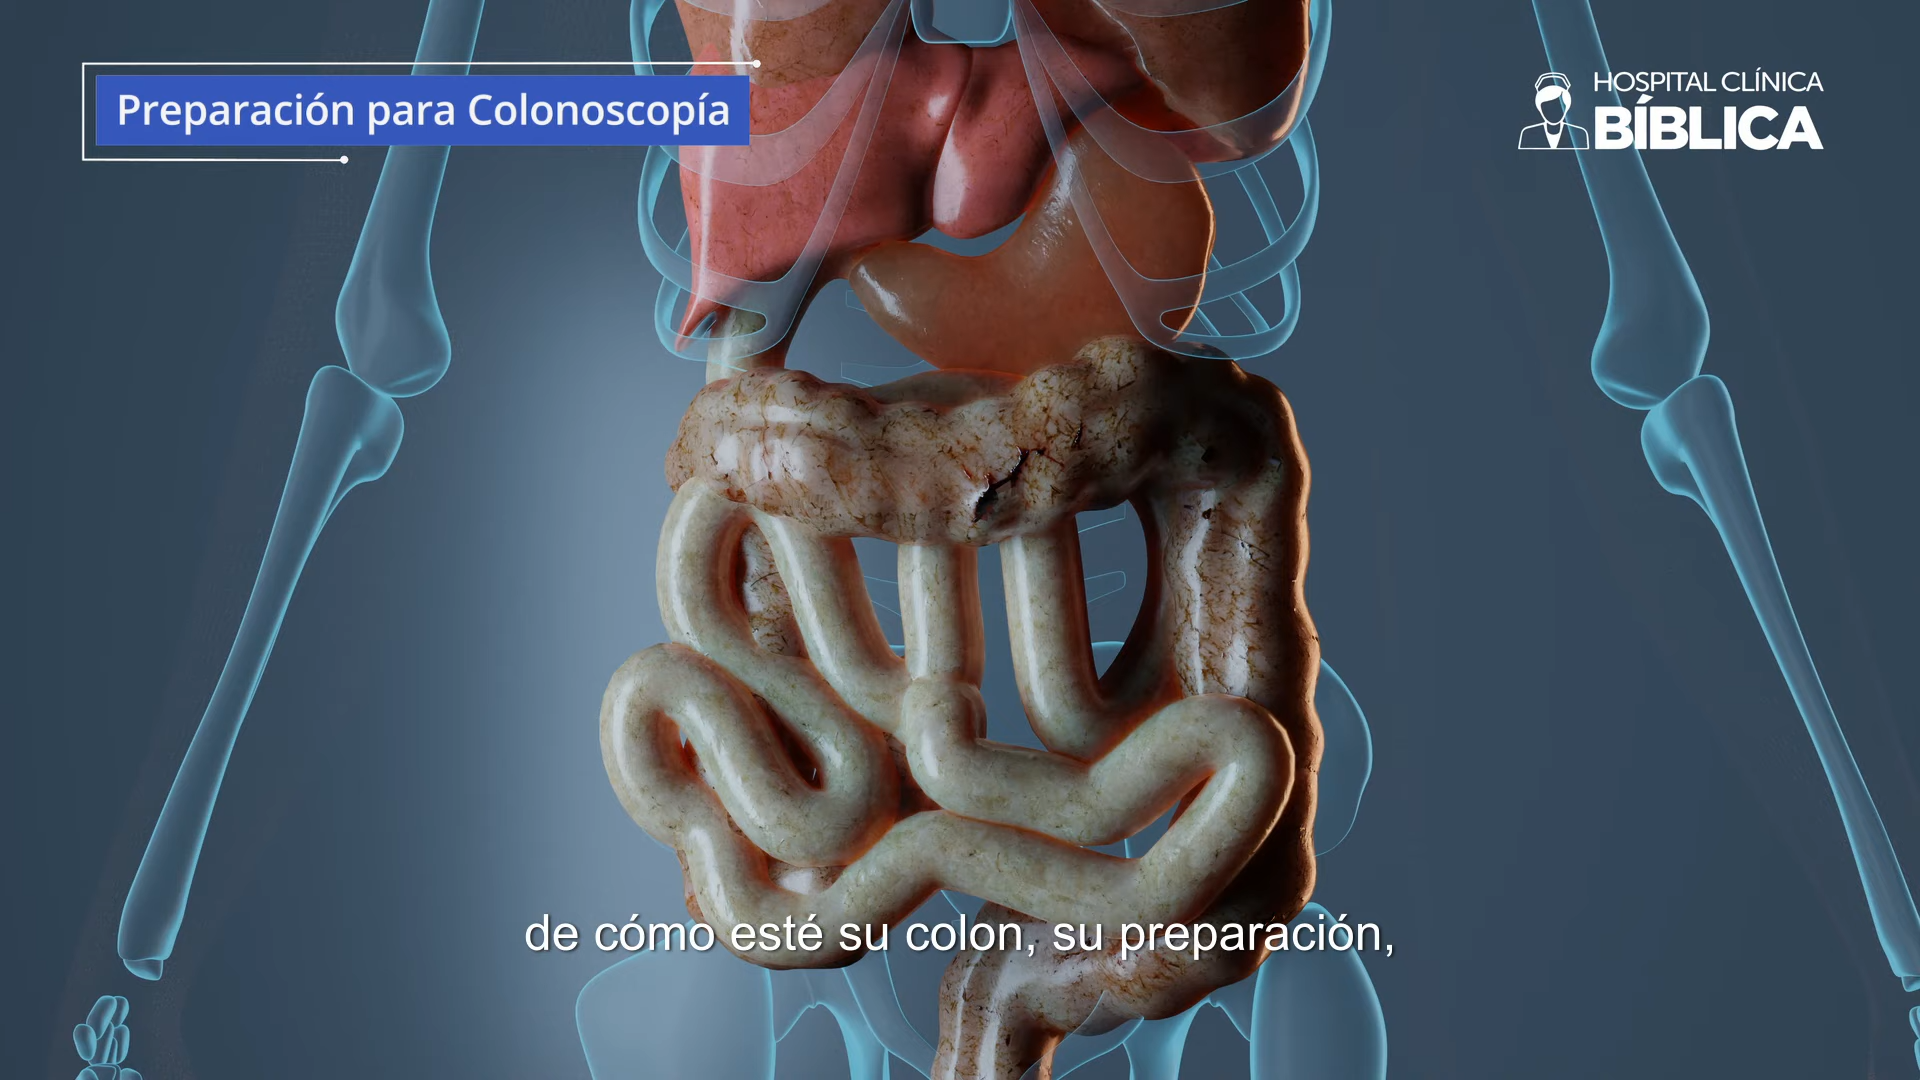 Preparación para Colonoscopía
HOSPITAL CLÍNICA
BÍBLICA
de cómo esté su colon, su preparación,